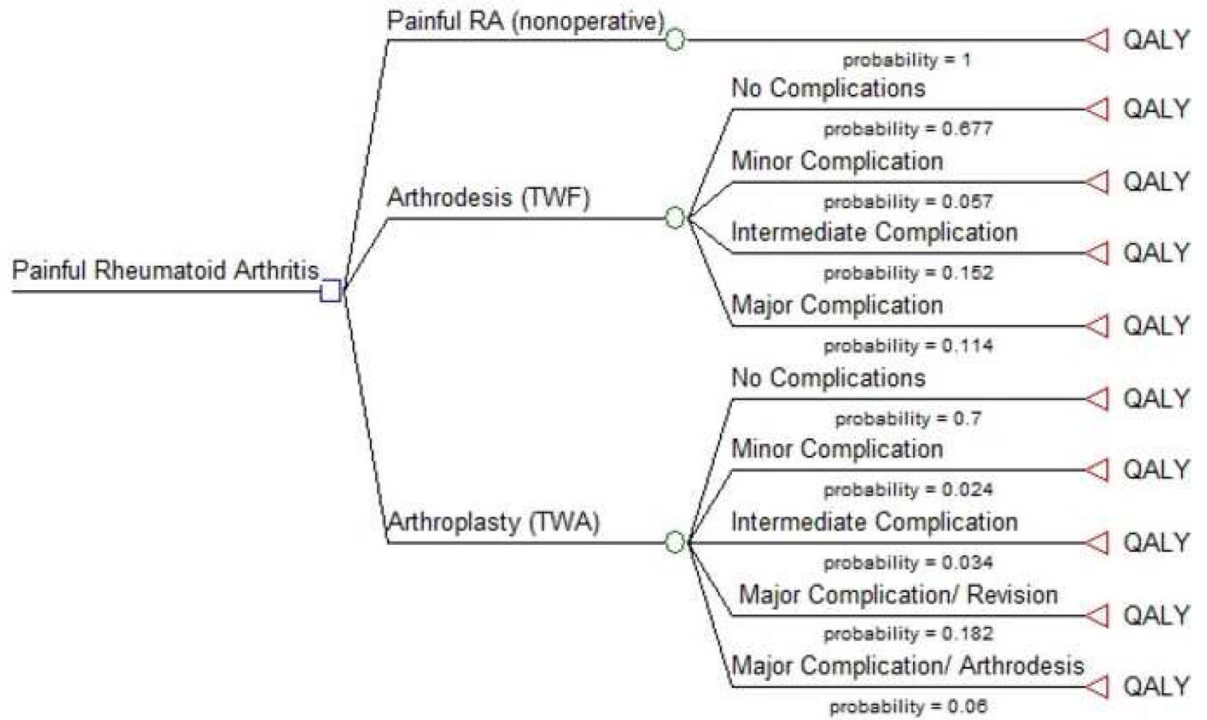 Painful RA (nonoperative)
QALY
probability = 1
No Complications
QALY
probability = 0.677
Minor Complication
QALY
probability = 0.057
Arthrodesis (TWF)
Intermediate Complication
QALY
probability = 0.152
Painful Rheumatoid Arthritis
Major Complication
QALY
probability = 0.114
No Complications
QALY
probability = 0.7
Minor Complication
QALY
probability = 0.024
Arthroplasty (TWA)
Intermediate Complication
QALY
probability = 0.034
Major Complication/ Revision
QALY
probability = 0.182
Major Complication/ Arthrodesis
QALY
probability = 0.06